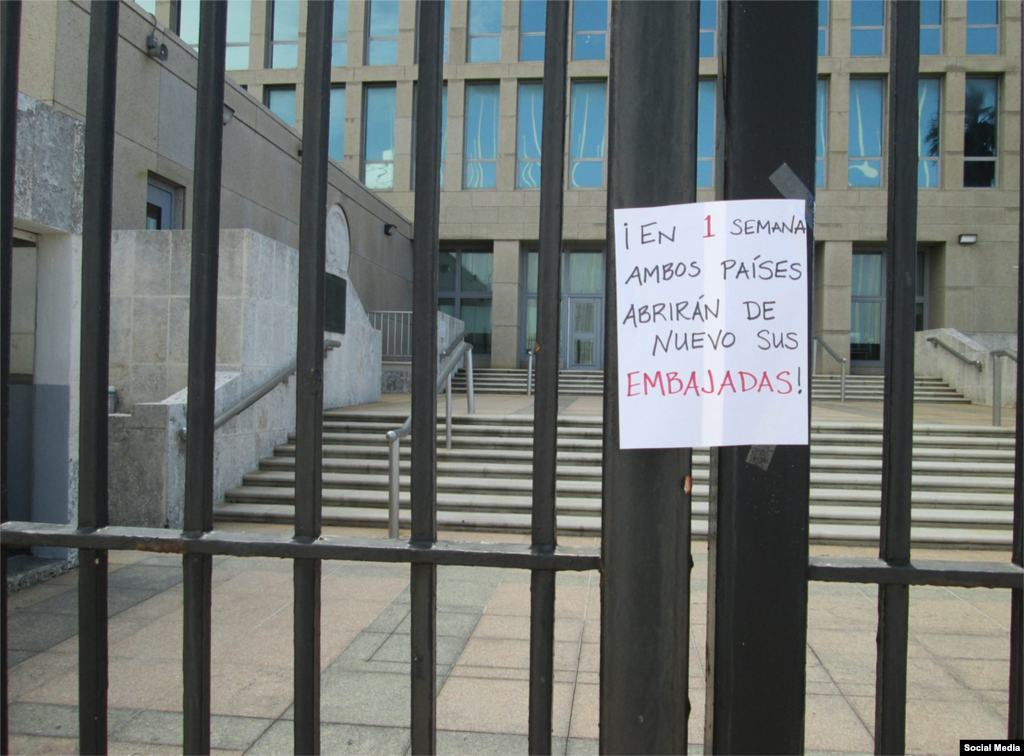 ¡EN 1 SEMANA
AMBOS PAÍSES
ABRIRÁN DE
NUEVO SUS
EMBAJADAS!
Social Media